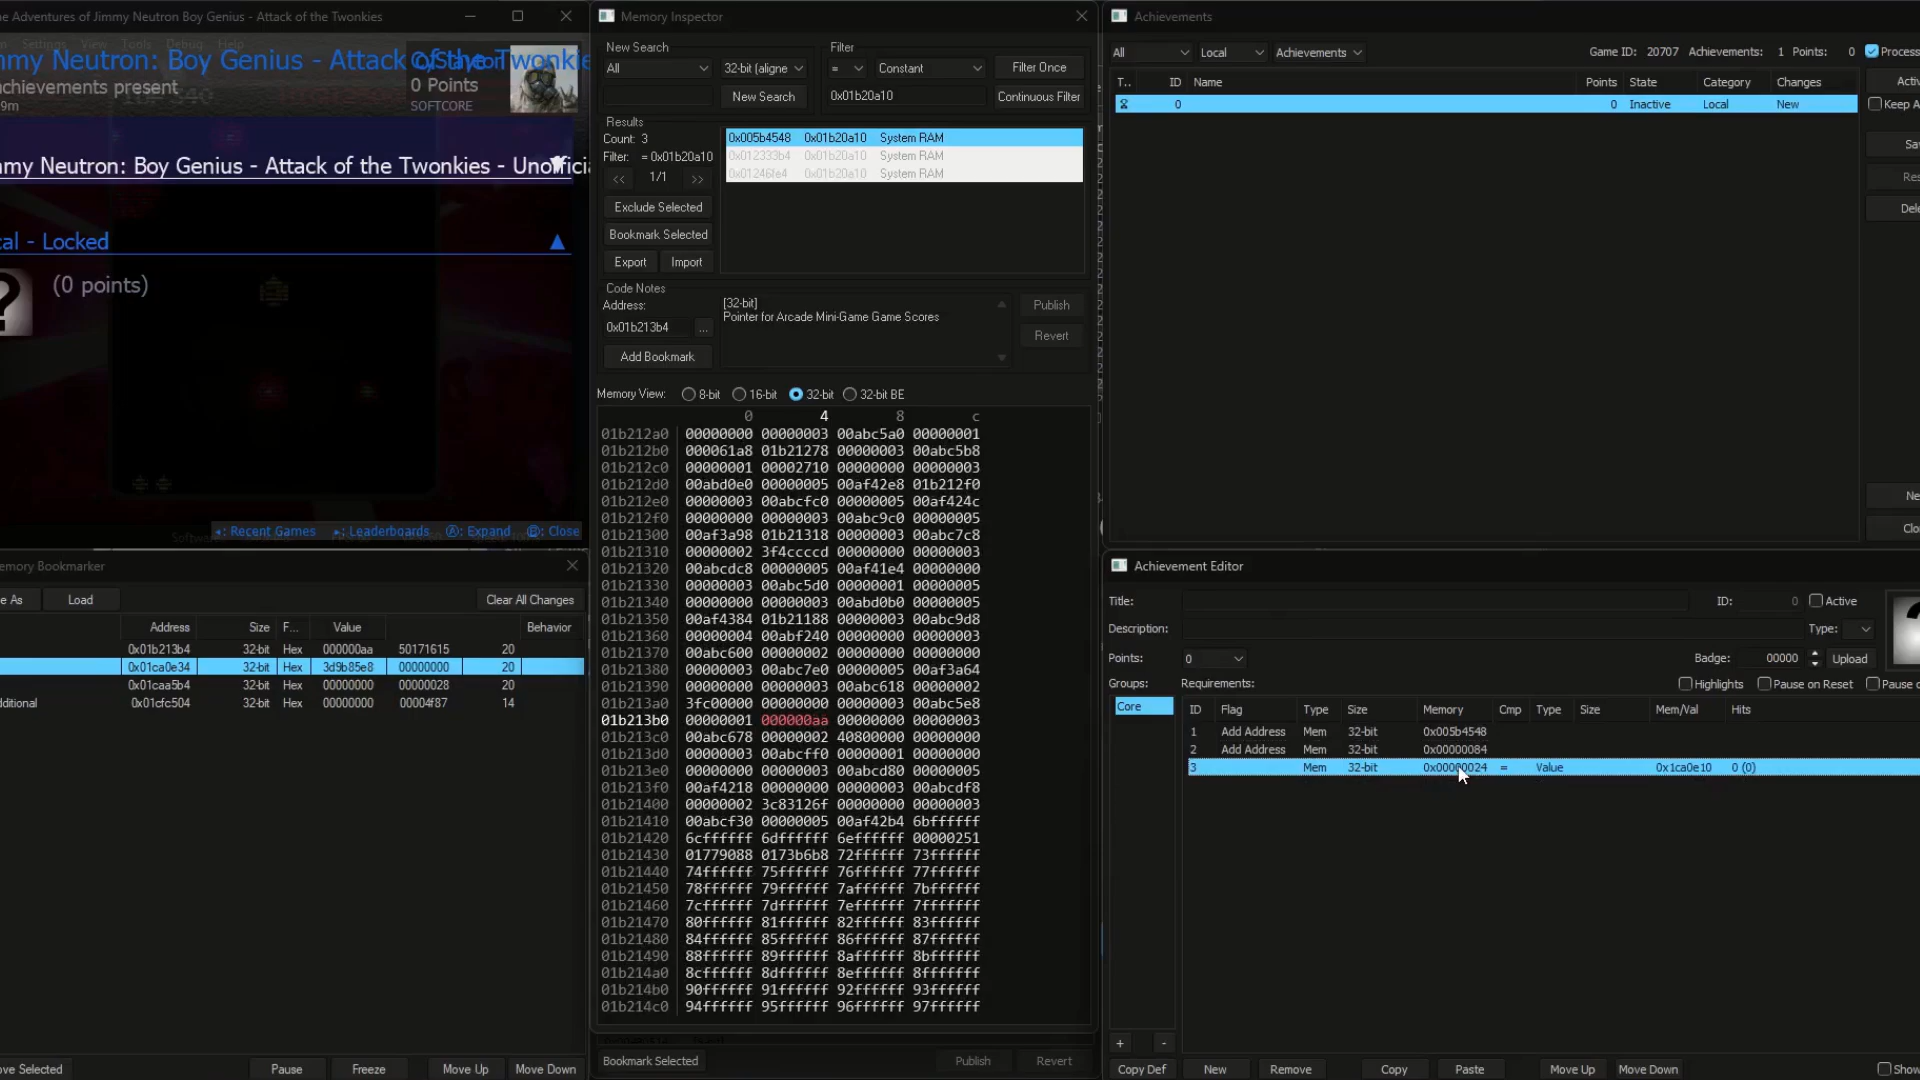 he Adventures of Jimmy Neutron Boy Genius - Attack of the Twonkies
Settings View Tools Debug Help
mmy Neutron: Boy Genius - Attack of the Twonkies
achievements present
9m
0 Points
SOFTCORE
mmy Neutron: Boy Genius - Attack of the Twonkies - Unofficia
cal - Locked
(0 points)
: Recent Games
: Leaderboards
A: Expand
B: Close
emory Bookmarker
e As
Load
Clear All Changes
Address Size F... Value Behavior
0x01b213b4 32-bit Hex 000000aa 50171615 20
0x01ca0e34 32-bit Hex 3d9b85e8 00000000 20
0x01caa5b4 32-bit Hex 00000000 00000028 20
dditional 0x01cfc504 32-bit Hex 00000000 00004f87 14
ove Selected
Pause
Freeze
Move Up
Move Down
Memory Inspector
New Search
Filter
All
32-bit (aligne
=
Constant
Filter Once
New Search
0x01b20a10
Continuous Filter
Results
Count: 3
Filter: = 0x01b20a10
<< 1/1 >>
0x005b4548 0x01b20a10 System RAM
0x012333b4 0x01b20a10 System RAM
0x01246fe4 0x01b20a10 System RAM
Exclude Selected
Bookmark Selected
Export
Import
Code Notes
Address:
0x01b213b4
...
Add Bookmark
[32-bit]
Pointer for Arcade Mini-Game Game Scores
Publish
Revert
Memory View: 8-bit 16-bit 32-bit 32-bit BE
0 4 8 c
01b212a0 00000000 00000003 00abc5a0 00000001
01b212b0 000061a8 01b21278 00000003 00abc5b8
01b212c0 00000001 00002710 00000000 00000003
01b212d0 00abd0e0 00000005 00af42e8 01b212f0
01b212e0 00000003 00abcfc0 00000005 00af424c
01b212f0 00000000 00000003 00abc9c0 00000005
01b21300 00af3a98 01b21318 00000003 00abc7c8
01b21310 00000002 3f4ccccd 00000000 00000003
01b21320 00abcdc8 00000005 00af41e4 00000000
01b21330 00000003 00abc5d0 00000001 00000005
01b21340 00000000 00000003 00abd0b0 00000005
01b21350 00af4384 01b21188 00000003 00abc9d8
01b21360 00000004 00abf240 00000000 00000003
01b21370 00abc600 00000002 00000000 00000000
01b21380 00000003 00abc7e0 00000005 00af3a64
01b21390 00000000 00000003 00abc618 00000002
01b213a0 3fc00000 00000000 00000003 00abc5e8
01b213b0 00000001 000000aa 00000000 00000003
01b213c0 00abc678 00000002 40800000 00000000
01b213d0 00000003 00abcff0 00000001 00000000
01b213e0 00000000 00000003 00abcd80 00000005
01b213f0 00af4218 00000000 00000003 00abcdf8
01b21400 00000002 3c83126f 00000000 00000003
01b21410 00abcf30 00000005 00af42b4 6bffffff
01b21420 6cffffff 6dffffff 6effffff 00000251
01b21430 01779088 0173b6b8 72ffffff 73ffffff
01b21440 74ffffff 75ffffff 76ffffff 77ffffff
01b21450 78ffffff 79ffffff 7affffff 7bffffff
01b21460 7cffffff 7dffffff 7effffff 7fffffff
01b21470 80ffffff 81ffffff 82ffffff 83ffffff
01b21480 84ffffff 85ffffff 86ffffff 87ffffff
01b21490 88ffffff 89ffffff 8affffff 8bffffff
01b214a0 8cffffff 8dffffff 8effffff 8fffffff
01b214b0 90ffffff 91ffffff 92ffffff 93ffffff
01b214c0 94ffffff 95ffffff 96ffffff 97ffffff
Bookmark Selected
Publish
Revert
Achievements
All
Local
Achievements
Game ID: 20707 Achievements: 1 Points: 0
Process
T.. ID Name Points State Category Changes
0 0 Inactive Local New
Activ
Keep A
Sav
Res
Dele
Ne
Clo
Achievement Editor
Title:
ID: 0
Active
Description:
Type:
Points: 0
Badge: 00000
Upload
Groups:
Requirements:
Highlights
Pause on Reset
Pause o
Core
ID Flag Type Size Memory Cmp Type Size Mem/Val Hits
1 Add Address Mem 32-bit 0x005b4548
2 Add Address Mem 32-bit 0x00000084
3 Mem 32-bit 0x00000024 = Value 0x1ca0e10 0 (0)
+
-
Copy Def
New
Remove
Copy
Paste
Move Up
Move Down
Show